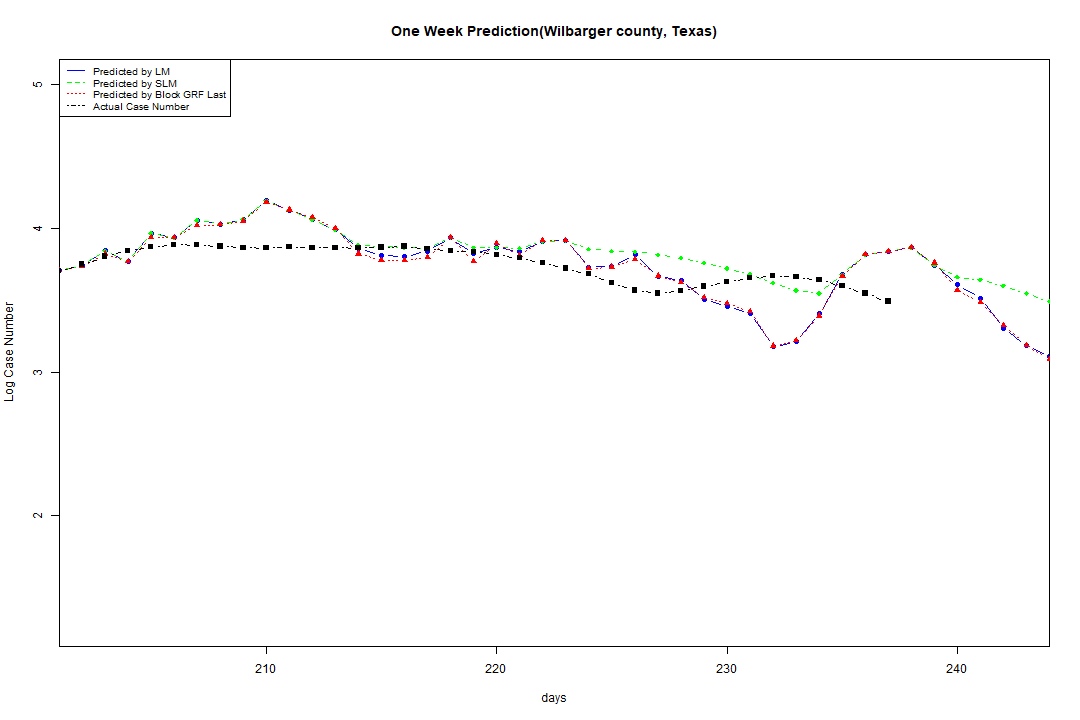 One Week Prediction(Wilbarger county, Texas)
Predicted by LM
Predicted by SLM
Predicted by Block GRF Last
Actual Case Number
5
4
3
2
Log Case Number
210 220 230 240
days